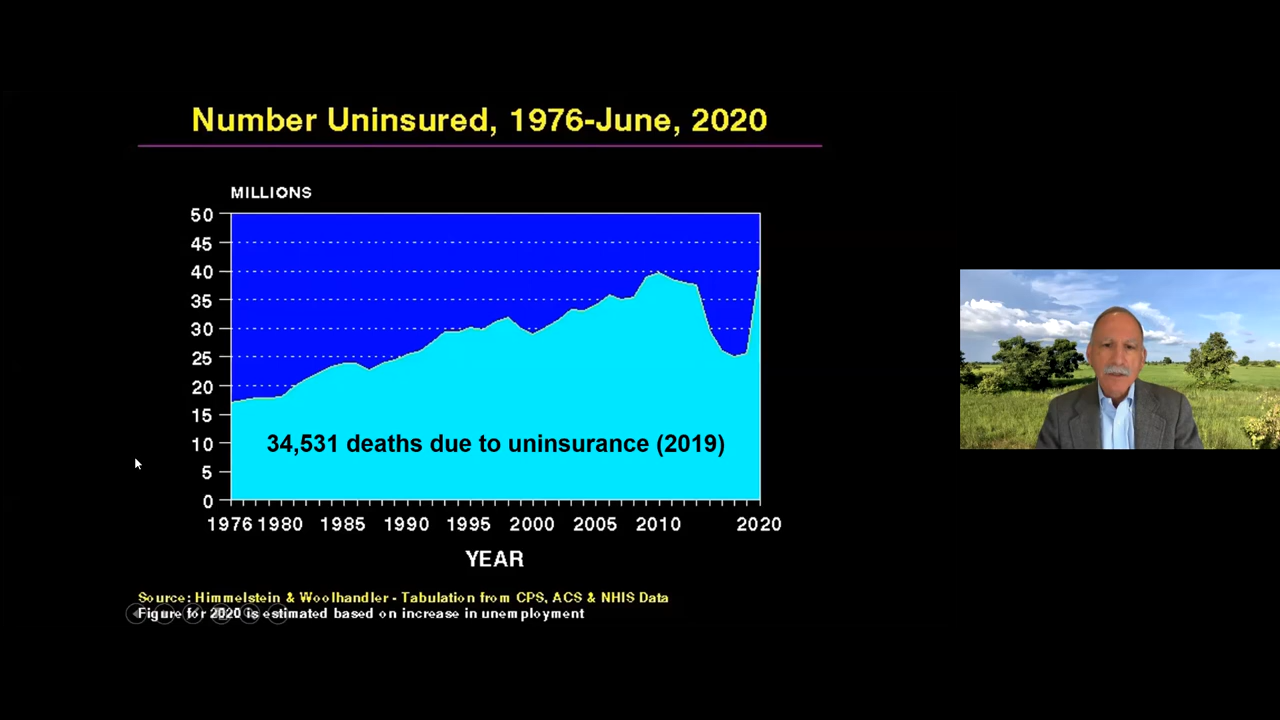 Number Uninsured, 1976-June, 2020
MILLIONS
50
45
40
35
30
25
20
15
10
5
0
34,531 deaths due to uninsurance (2019)
1976 1980 1985 1990 1995 2000 2005 2010 2020
YEAR
Source: Himmelstein & Woolhandler - Tabulation from CPS, ACS & NHIS Data
Figure for 2020 is estimated based on increase in unemployment